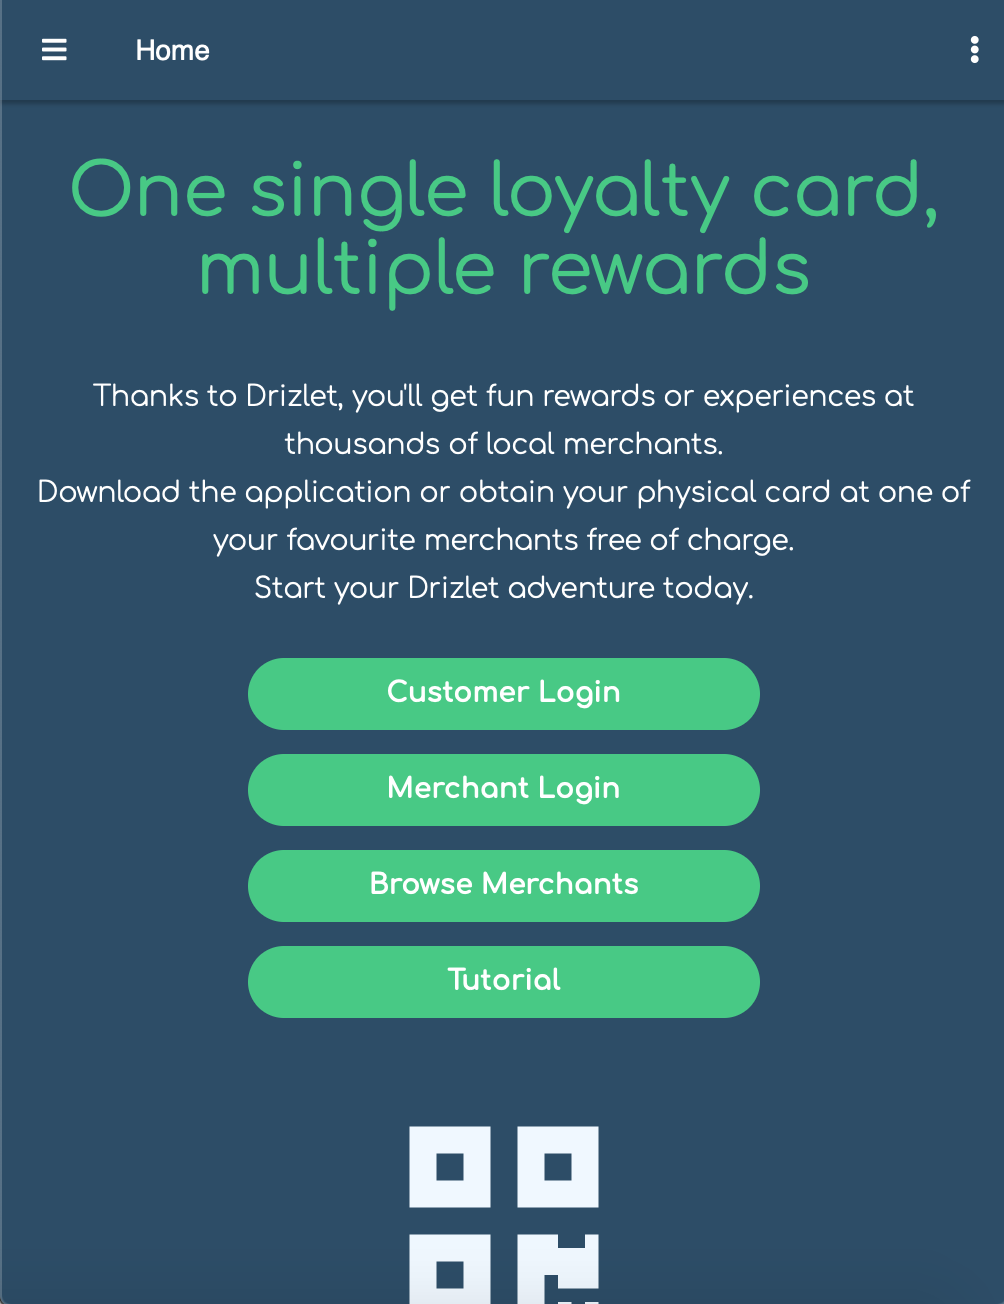 Home
One single loyalty card,
multiple rewards
Thanks to Drizlet, you'll get fun rewards or experiences at
thousands of local merchants.
Download the application or obtain your physical card at one of
your favourite merchants free of charge.
Start your Drizlet adventure today.
Customer Login
Merchant Login
Browse Merchants
Tutorial